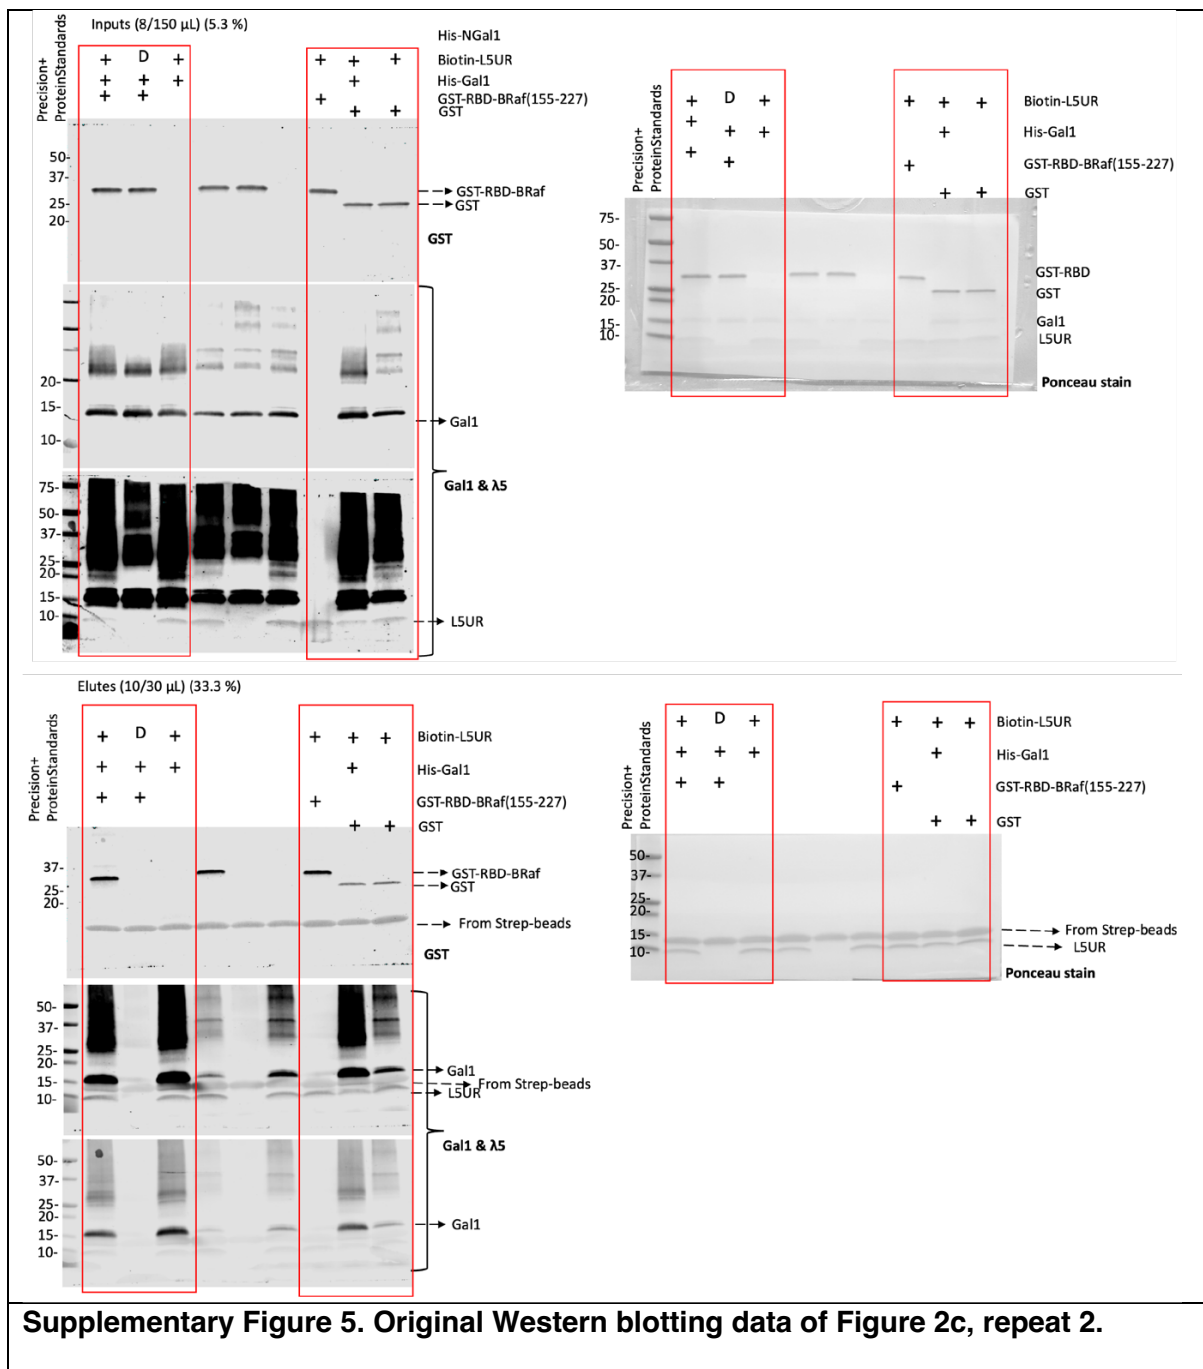 Inputs (8/150 µL) (5.3 %)
Precision+
ProteinStandards
His-NGal1
+ D + + + + Biotin-L5UR
+ + + + His-Gal1
+ + + GST-RBD-BRaf(155-227)
+ + GST
50-
37-
25-
20-
GST-RBD-BRaf
GST
GST
20-
15-
10-
Gal1
Gal1 & λ5
75-
50-
37-
25-
20-
15-
10-
L5UR
Precision+
ProteinStandards
+ D + + + + Biotin-L5UR
+ + + + His-Gal1
+ + + GST-RBD-BRaf(155-227)
+ + GST
75-
50-
37-
25-
20-
15-
10-
GST-RBD
GST
Gal1
L5UR
Ponceau stain
Elutes (10/30 µL) (33.3 %)
Precision+
ProteinStandards
+ D + + + + Biotin-L5UR
+ + + + His-Gal1
+ + + GST-RBD-BRaf(155-227)
+ + GST
37-
25-
20-
GST-RBD-BRaf
GST
From Strep-beads
GST
50-
37-
25-
20-
15-
10-
Gal1
From Strep-beads
L5UR
Gal1 & λ5
50-
37-
25-
20-
15-
10-
Gal1
Precision+
ProteinStandards
+ D + + + + Biotin-L5UR
+ + + + His-Gal1
+ + + GST-RBD-BRaf(155-227)
+ + GST
50-
37-
25-
20-
15-
10-
From Strep-beads
L5UR
Ponceau stain
Supplementary Figure 5. Original Western blotting data of Figure 2c, repeat 2.